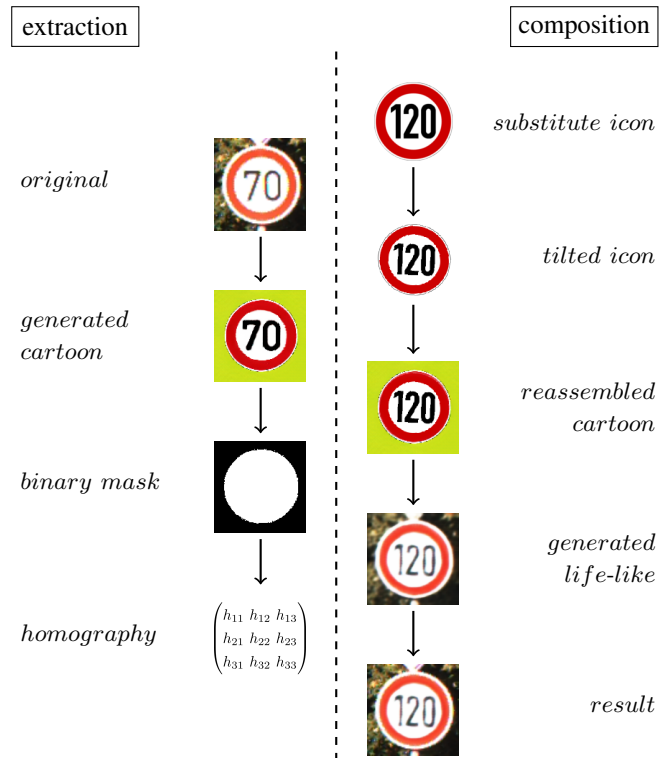 extraction
original
70
generated
cartoon
70
binary mask
homography
h11 h12 h13
h21 h22 h23
h31 h32 h33
composition
120
substitute icon
120
tilted icon
120
reassembled
cartoon
120
generated
life-like
120
result